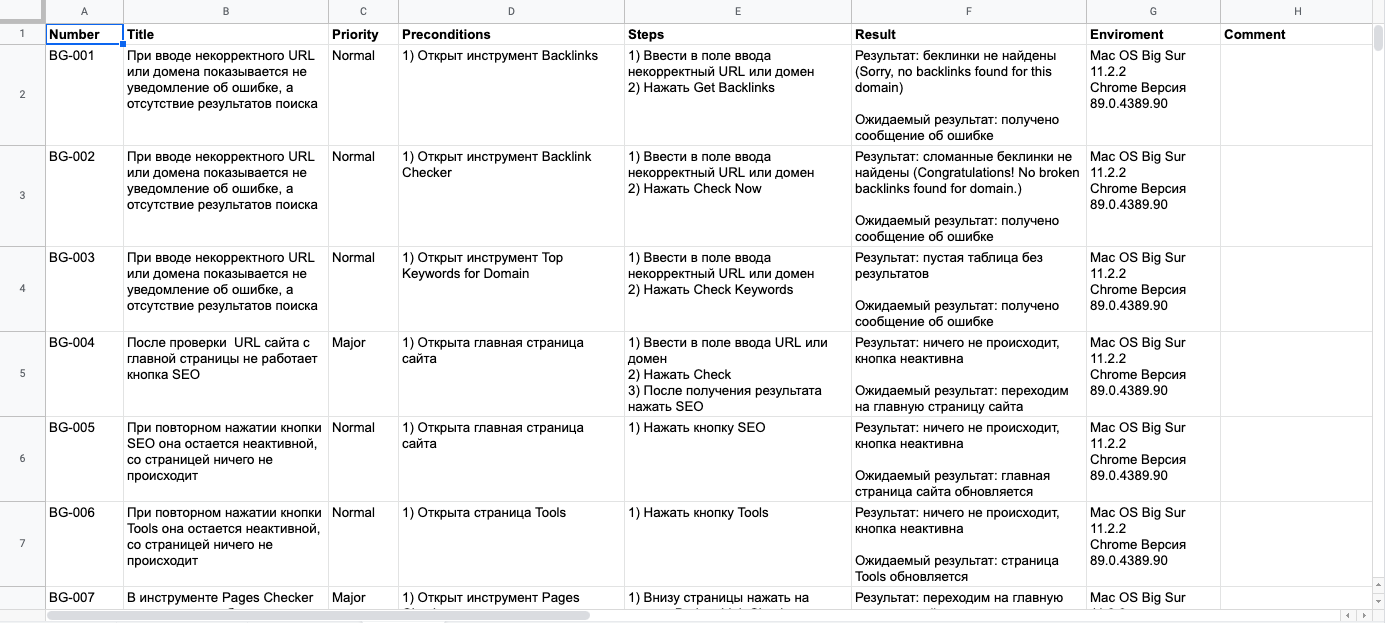 A B C D E F G H
1 Number Title Priority Preconditions Steps Result Enviroment Comment
2
BG-001
При вводе некорректного URL
или домена показывается не
уведомление об ошибке, а
отсутствие результатов поиска
Normal
1) Открыт инструмент Backlinks
1) Ввести в поле ввода
некорректный URL или домен
2) Нажать Get Backlinks
Результат: беклинки не найдены
(Sorry, no backlinks found for this
domain)
Ожидаемый результат: получено
сообщение об ошибке
Mac OS Big Sur
11.2.2
Chrome Версия
89.0.4389.90
3
BG-002
При вводе некорректного URL
или домена показывается не
уведомление об ошибке, а
отсутствие результатов поиска
Normal
1) Открыт инструмент Backlink
Checker
1) Ввести в поле ввода
некорректный URL или домен
2) Нажать Check Now
Результат: сломанные беклинки не
найдены (Congratulations! No broken
backlinks found for domain.)
Ожидаемый результат: получено
сообщение об ошибке
Mac OS Big Sur
11.2.2
Chrome Версия
89.0.4389.90
4
BG-003
При вводе некорректного URL
или домена показывается не
уведомление об ошибке, а
отсутствие результатов поиска
Normal
1) Открыт инструмент Top
Keywords for Domain
1) Ввести в поле ввода
некорректный URL или домен
2) Нажать Check Keywords
Результат: пустая таблица без
результатов
Ожидаемый результат: получено
сообщение об ошибке
Mac OS Big Sur
11.2.2
Chrome Версия
89.0.4389.90
5
BG-004
После проверки  URL сайта с
главной страницы не работает
кнопка SEO
Major
1) Открыта главная страница
сайта
1) Ввести в поле ввода URL или
домен
2) Нажать Check
3) После получения результата
нажать SEO
Результат: ничего не происходит,
кнопка неактивна
Ожидаемый результат: переходим
на главную страницу сайта
Mac OS Big Sur
11.2.2
Chrome Версия
89.0.4389.90
6
BG-005
При повторном нажатии кнопки
SEO она остается неактивной,
со страницей ничего не
происходит
Normal
1) Открыта главная страница
сайта
1) Нажать кнопку SEO
Результат: ничего не происходит,
кнопка неактивна
Ожидаемый результат: главная
страница сайта обновляется
Mac OS Big Sur
11.2.2
Chrome Версия
89.0.4389.90
7
BG-006
При повторном нажатии кнопки
Tools она остается неактивной,
со страницей ничего не
происходит
Normal
1) Открыта страница Tools
1) Нажать кнопку Tools
Результат: ничего не происходит,
кнопка неактивна
Ожидаемый результат: страница
Tools обновляется
Mac OS Big Sur
11.2.2
Chrome Версия
89.0.4389.90
BG-007
В инструменте Pages Checker
Major
1) Открыт инструмент Pages
1) Внизу страницы нажать на
Результат: переходим на главную
Mac OS Big Sur